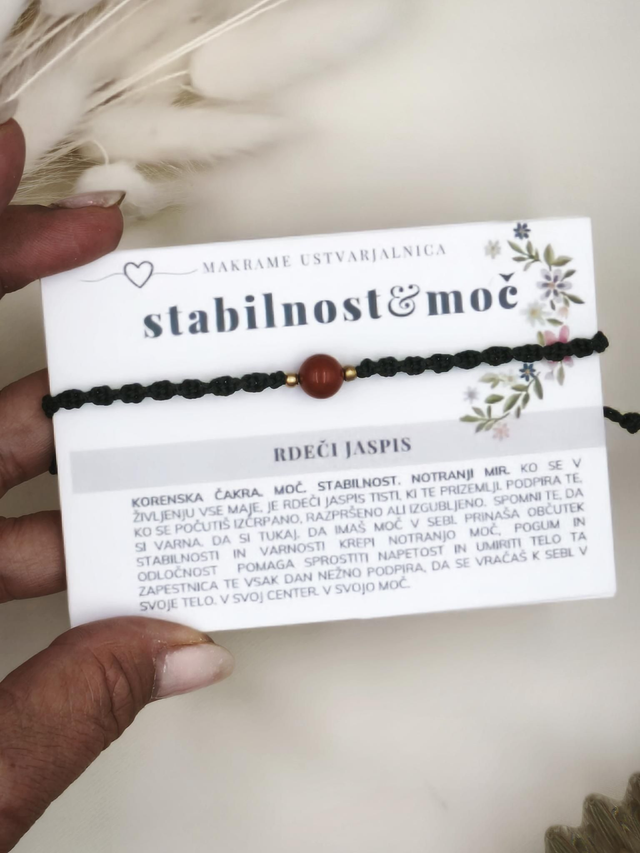 MAKRAME USTVARJALNICA
stabilnost&moč
RDEČI JASPIS
KORENSKA ČAKRA. MOČ. STABILNOST. NOTRANJI MIR. KO SE V
ŽIVLJENJU VSE MAJE, JE RDEČI JASPIS TISTI, KI TE PRIZEMLJI, PODPIRA TE,
KO SE POČUTIŠ IZČRPANO, RAZPRŠENO ALI IZGUBLJENO. SPOMNI TE, DA
SI VARNA. DA SI TUKAJ. DA IMAŠ MOČ V SEBI. PRINAŠA OBČUTEK
STABILNOSTI IN VARNOSTI KREPI NOTRANJO MOČ, POGUM IN
ODLOČNOST POMAGA SPROSTITI NAPETOST IN UMIRITI TELO TA
ZAPESTNICA TE VSAK DAN NEŽNO PODPIRA, DA SE VRAČAŠ K SEBI. V
SVOJE TELO. V SVOJ CENTER. V SVOJO MOČ.